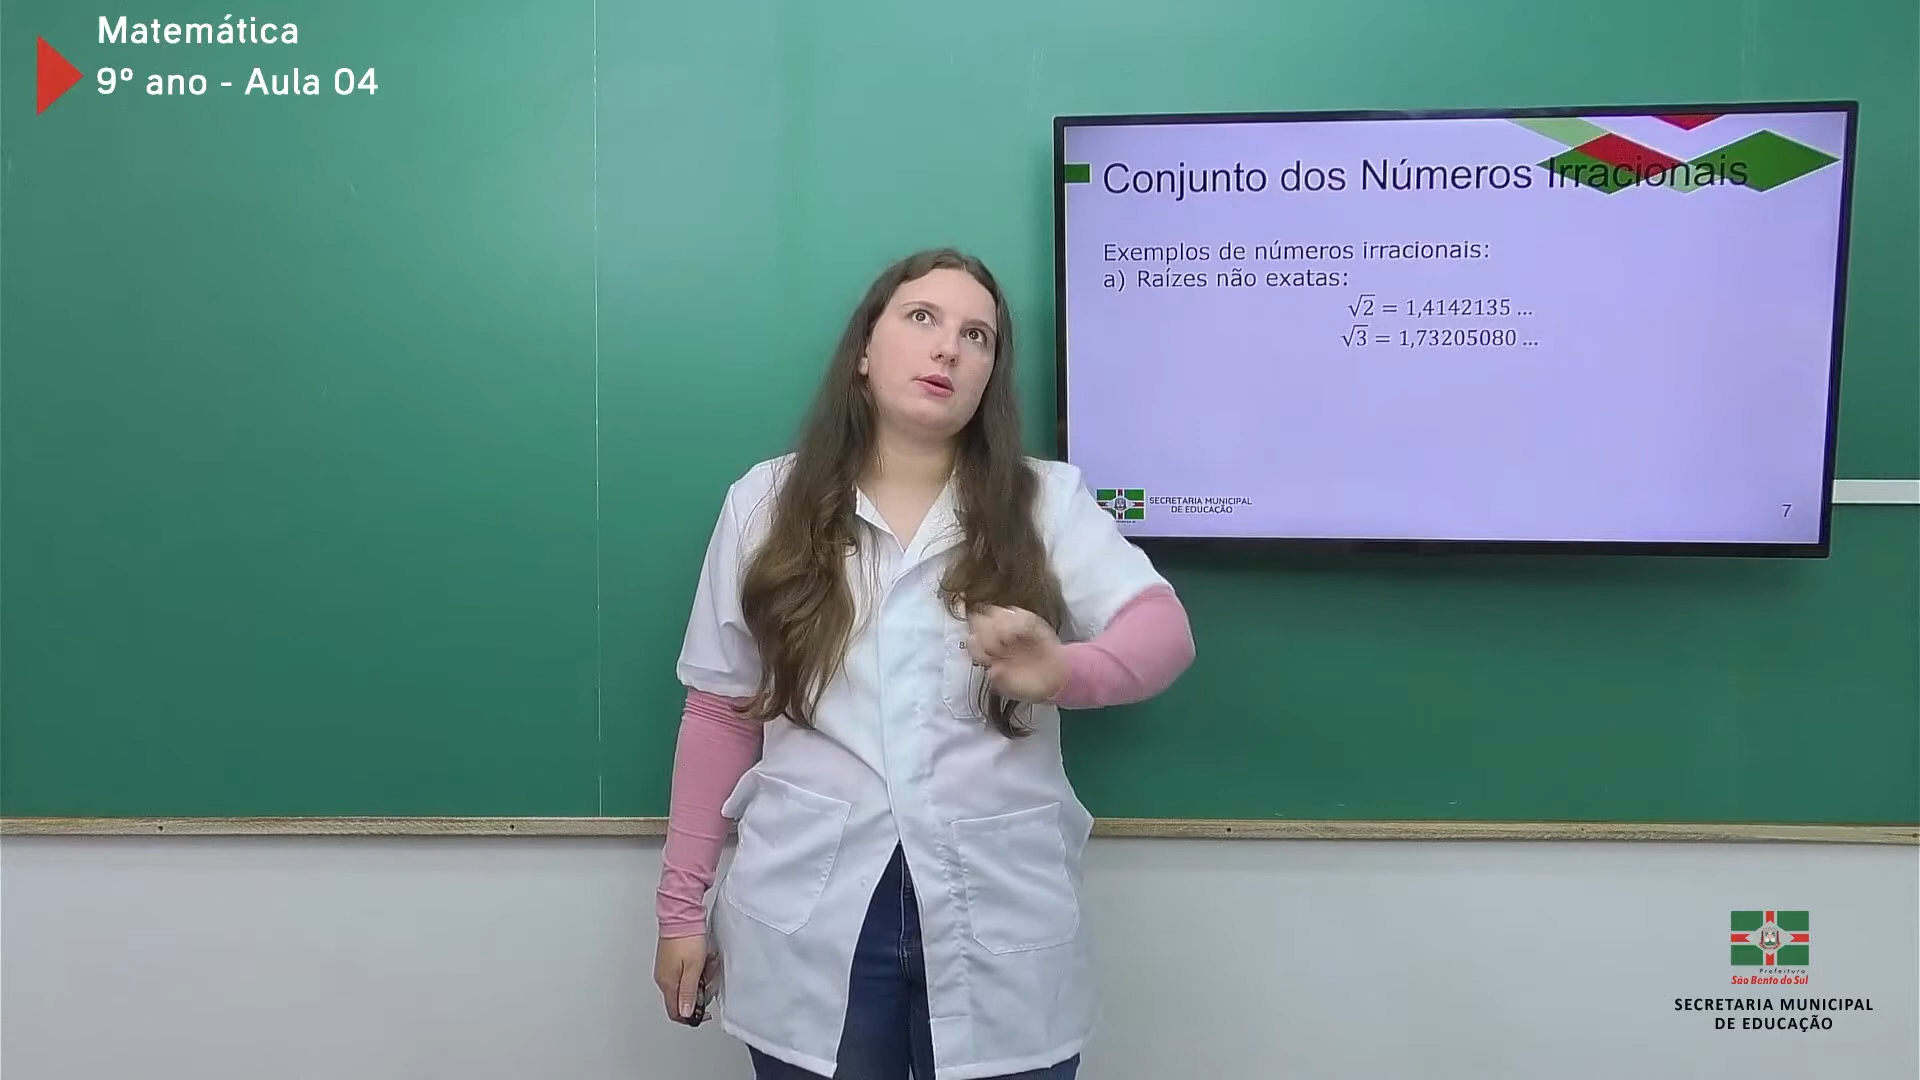 Matemática
9º ano - Aula 04
Conjunto dos Números Irracionais
Exemplos de números irracionais:
a) Raízes não exatas:
√2 = 1,4142135 ...
√3 = 1,73205080 ...
SECRETARIA MUNICIPAL
DE EDUCAÇÃO
7
Prefeitura
São Bento do Sul
SECRETARIA MUNICIPAL
DE EDUCAÇÃO